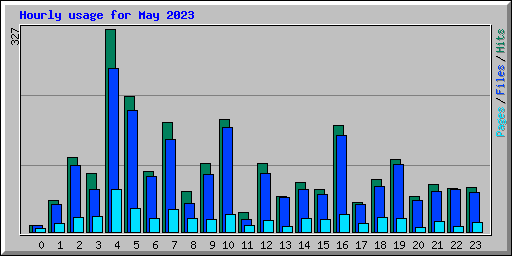 Hourly usage for May 2023
327
Pages/Files/Hits
0 1 2 3 4 5 6 7 8 9 10 11 12 13 14 15 16 17 18 19 20 21 22 23